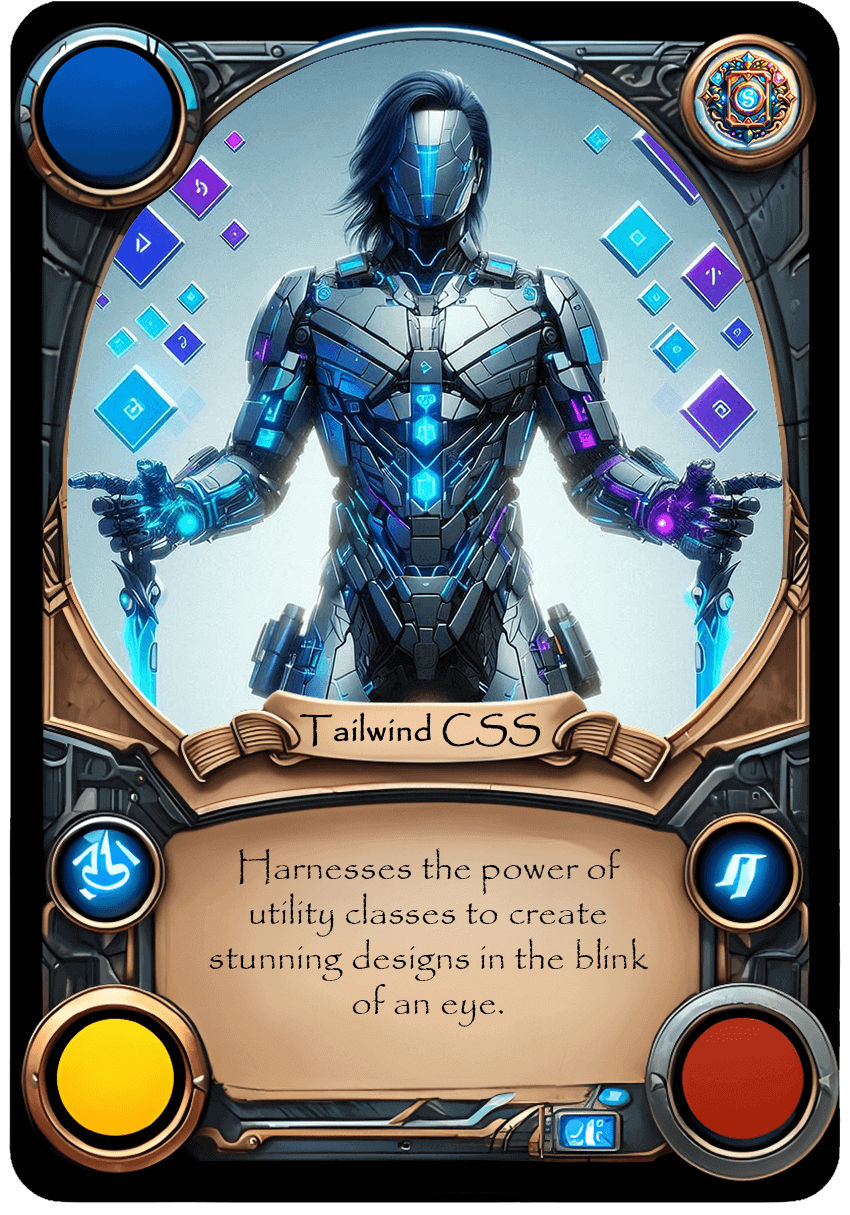 Tailwind CSS
Harnesses the power of
utility classes to create
stunning designs in the blink
of an eye.